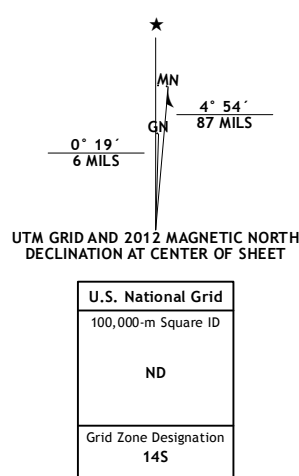 MN
GN
4° 54´
87 MILS
0° 19´
6 MILS
UTM GRID AND 2012 MAGNETIC NORTH
DECLINATION AT CENTER OF SHEET
U.S. National Grid
100,000-m Square ID
ND
Grid Zone Designation
14S